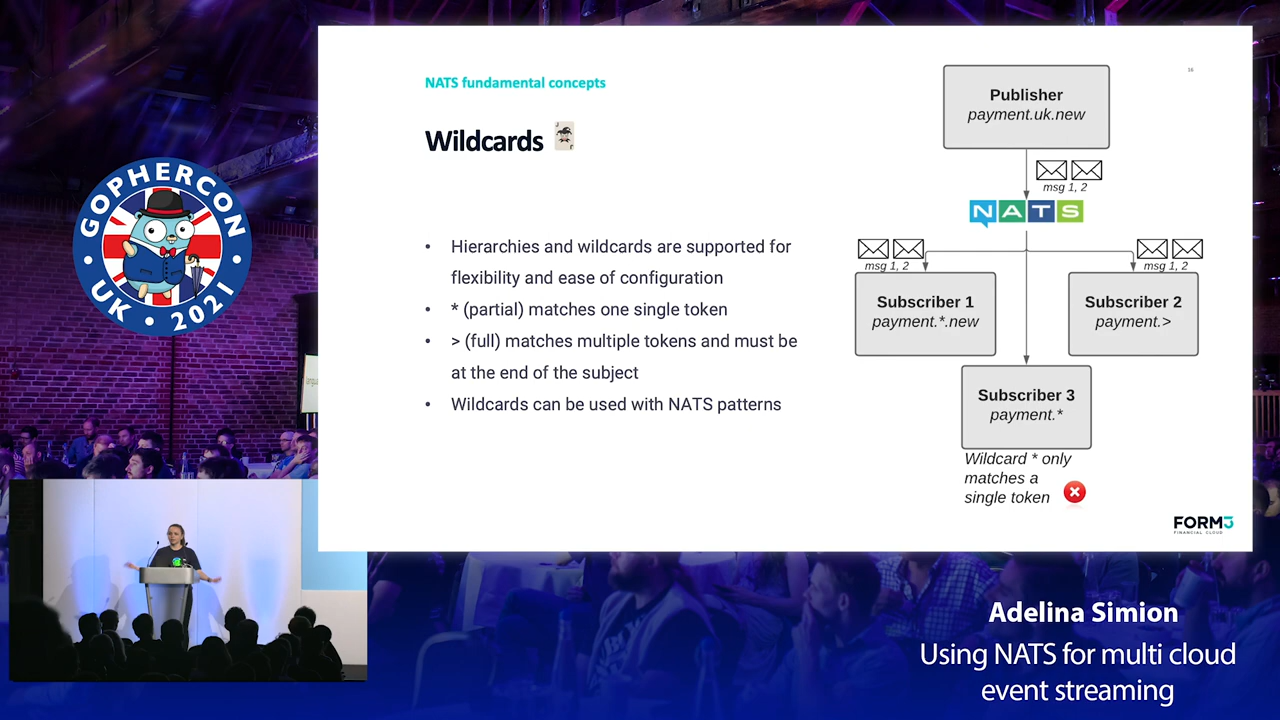 GOPHERCON
UK • 2021
NATS fundamental concepts
16
Wildcards
• Hierarchies and wildcards are supported for
flexibility and ease of configuration
• * (partial) matches one single token
• > (full) matches multiple tokens and must be
at the end of the subject
• Wildcards can be used with NATS patterns
Publisher
payment.uk.new
msg 1, 2
NATS
msg 1, 2
msg 1, 2
Subscriber 1
payment.*.new
Subscriber 2
payment.>
Subscriber 3
payment.*
Wildcard * only
matches a
single token
FORM3
FINANCIAL CLOUD
Adelina Simion
Using NATS for multi cloud
event streaming